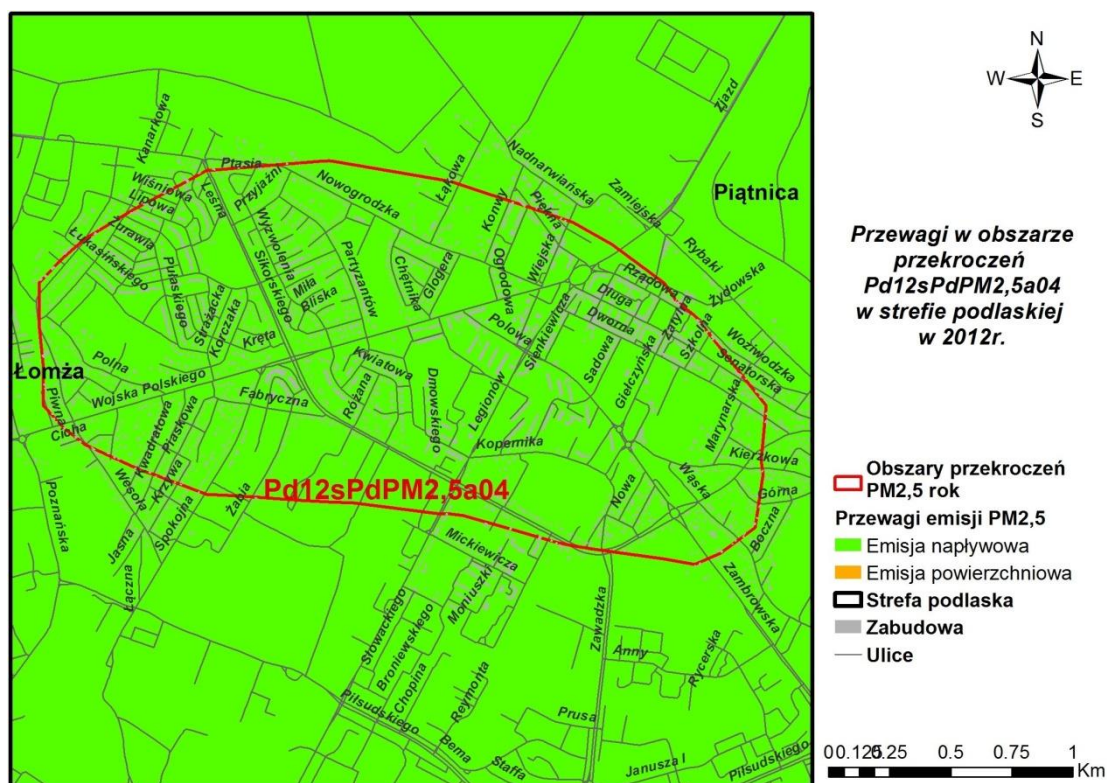 N
W E
S
Przewagi w obszarze
przekroczeń
Pd12sPdPM2,5a04
w strefie podlaskiej
w 2012r.
Obszary przekroczeń
PM2,5 rok
Przewagi emisji PM2,5
Emisja napływowa
Emisja powierzchniowa
Strefa podlaska
Zabudowa
Ulice
0 0.125 0.25 0.5 0.75 1
Km
Piątnica
Łomża
Pd12sPdPM2,5a04
Kanarkowa
Zjazd
Ptasia
Przyjaźni
Nowogrodzka
Łąkowa
Nadnarwiańska
Zamiejska
Wiśniowa
Lipowa
Leśna
Żurawia
Łukasińskiego
Wyzwolenia
Sikorskiego
Partyzantów
Konwy
Piękna
Wiejska
Ogrodowa
Rybaki
Żydowska
Rządowa
Pułaskiego
Miła
Bliska
Chętnika
Glogera
Długa
Dworna
Zatylna
Szkolna
Strażacka
Korczaka
Kręta
Polowa
Sienkiewicza
Sadowa
Giełczyńska
Woziwodzka
Senatorska
Polna
Wojska Polskiego
Kwiatowa
Różana
Fabryczna
Dmowskiego
Legionów
Marynarska
Piwna
Cicha
Kwadratowa
Piaskowa
Kopernika
Kierzkowa
Poznańska
Wesoła
Krzywa
Spokojna
Żabia
Nowa
Wąska
Górna
Boczna
Jasna
Łączna
Mickiewicza
Moniuszki
Zambrowska
Słowackiego
Broniewskiego
Chopina
Zawadzka
Anny
Rycerska
Piłsudskiego
Reymonta
Bema
Staffa
Prusa
Janusza I
Piłsudskiego